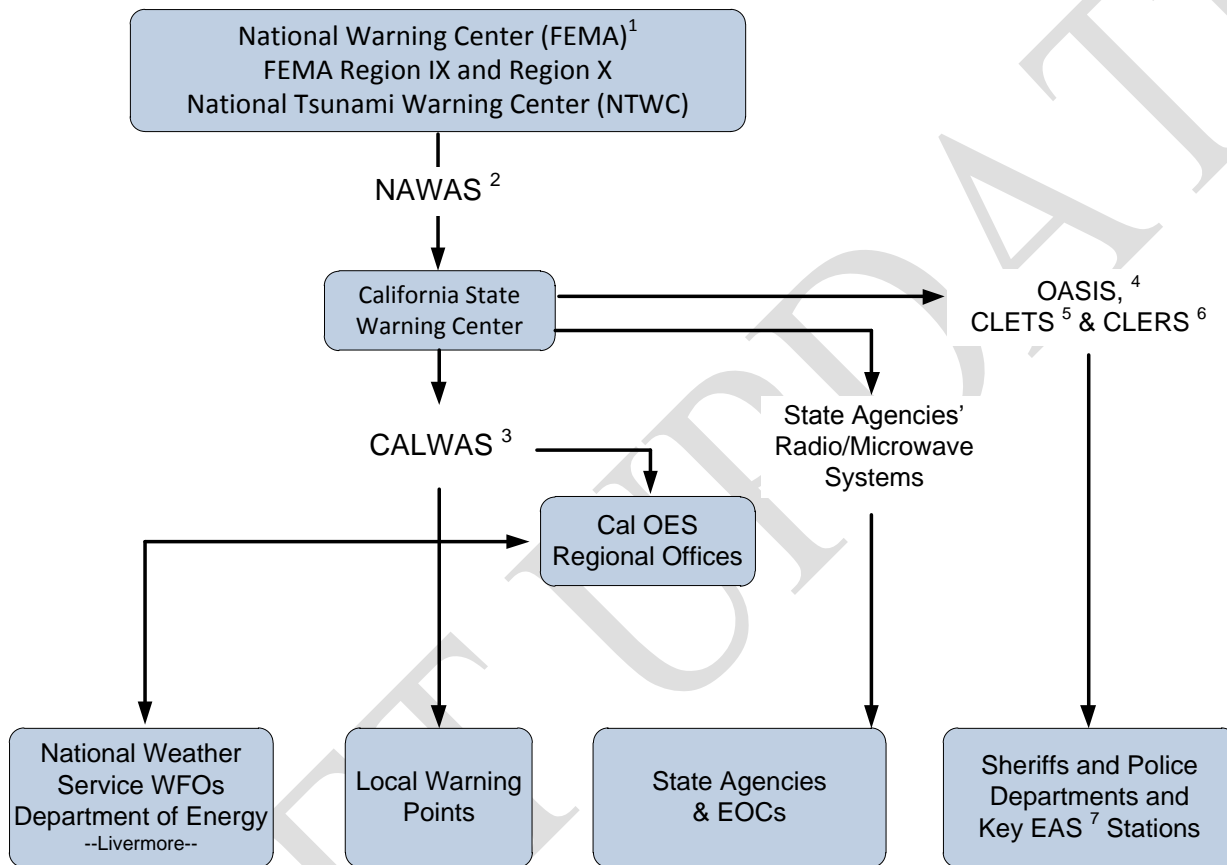 National Warning Center (FEMA)1
FEMA Region IX and Region X
National Tsunami Warning Center (NTWC)
NAWAS 2
California State
Warning Center
OASIS, 4
CLETS 5 & CLERS 6
CALWAS 3
State Agencies’
Radio/Microwave
Systems
Cal OES
Regional Offices
National Weather
Service WFOs
Department of Energy
--Livermore--
Local Warning
Points
State Agencies
& EOCs
Sheriffs and Police
Departments and
Key EAS 7 Stations